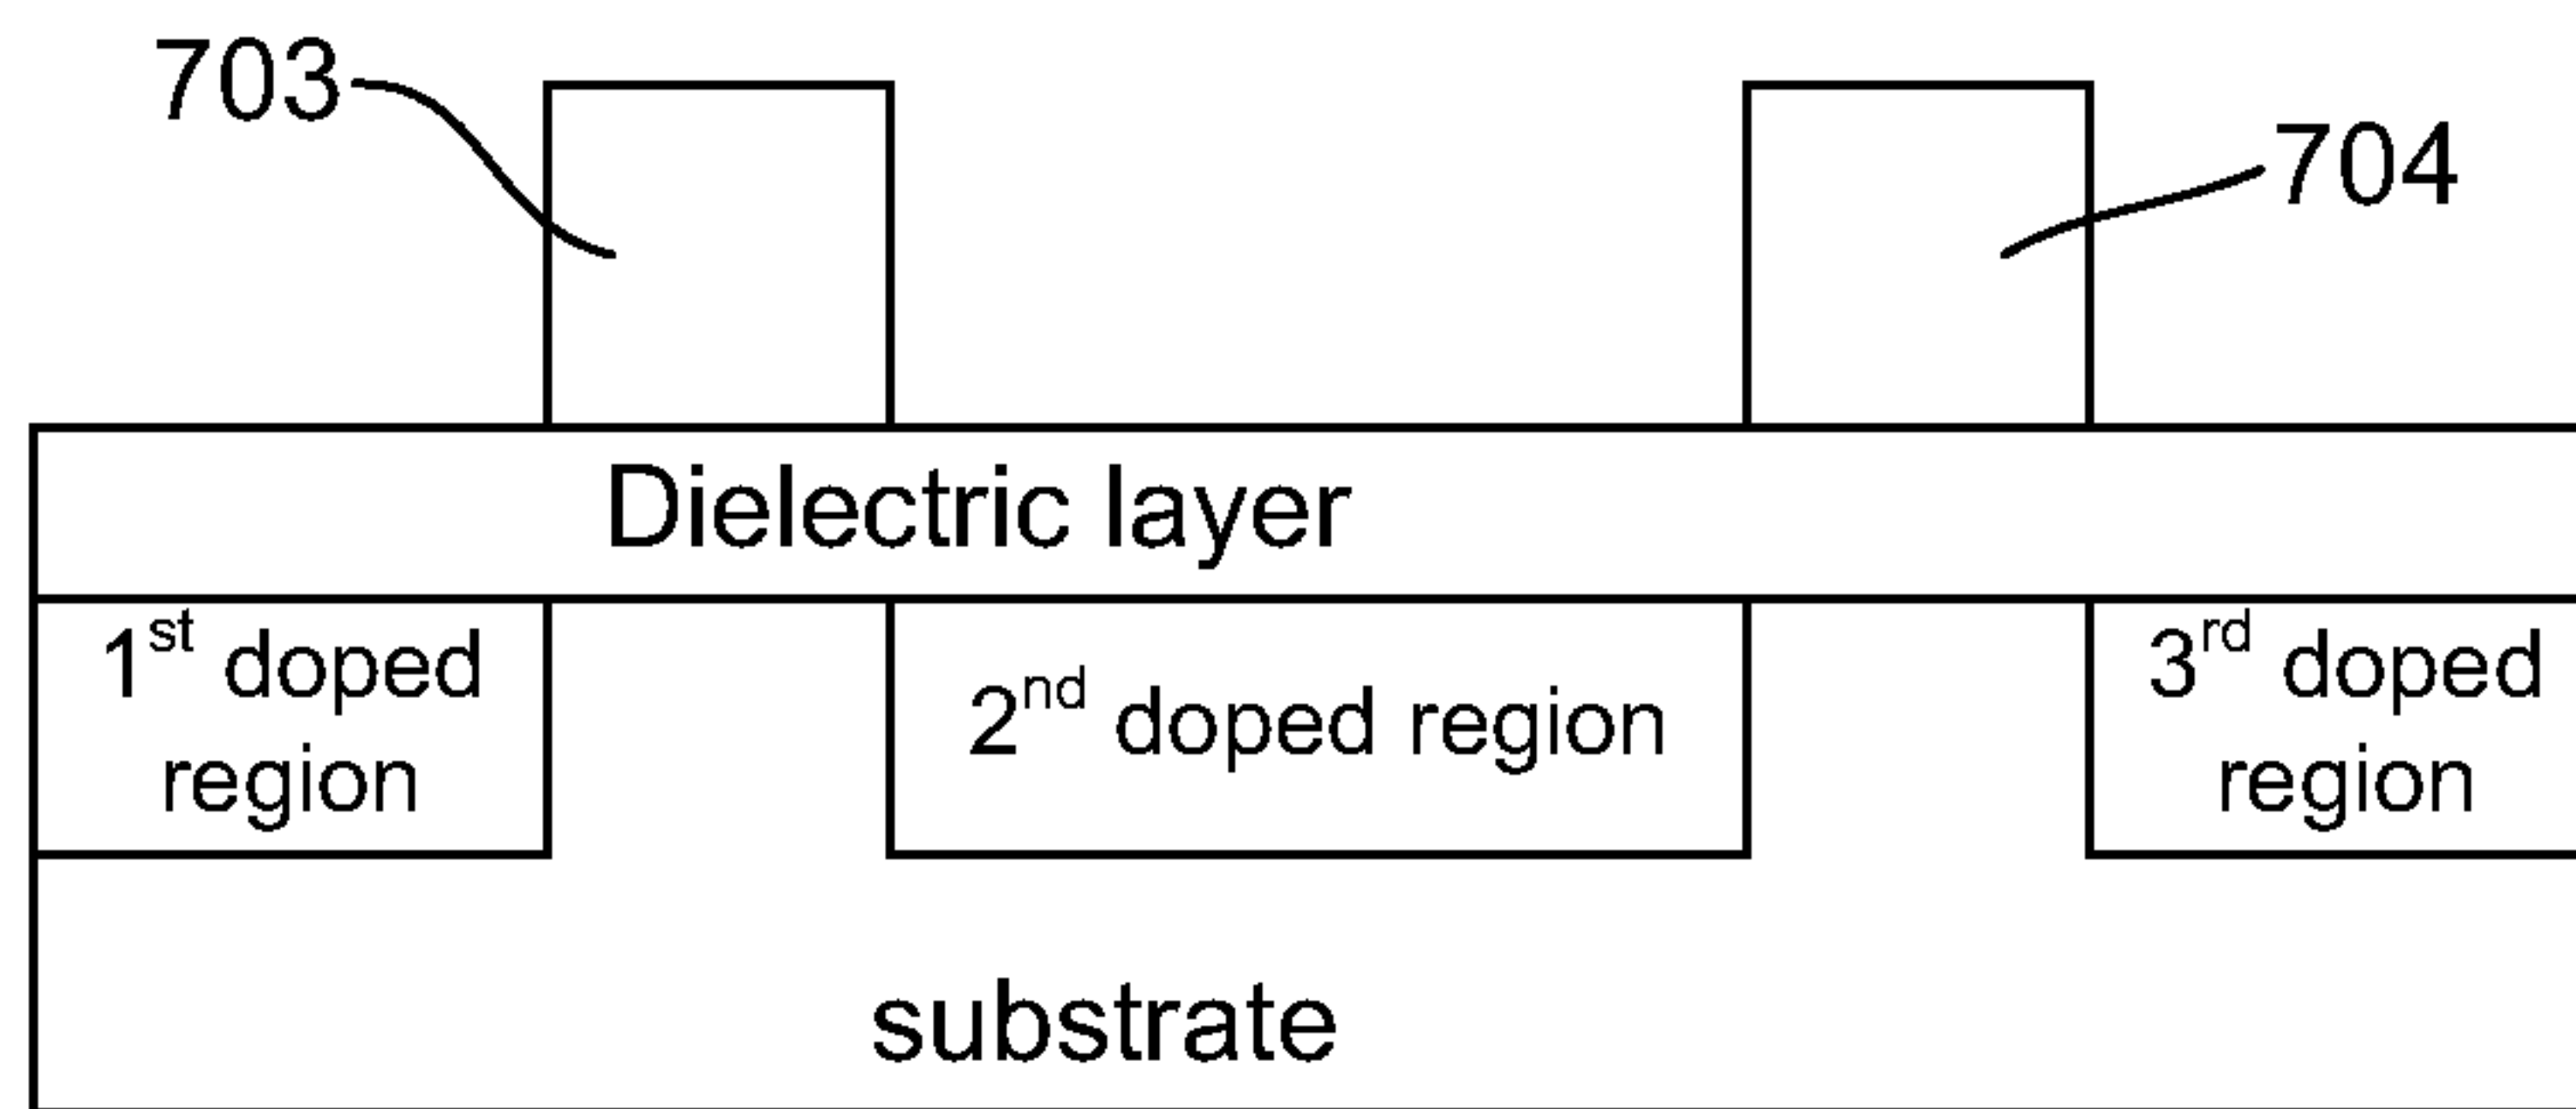 703
704
Dielectric layer
1st doped
region
2nd doped region
3rd doped
region
substrate